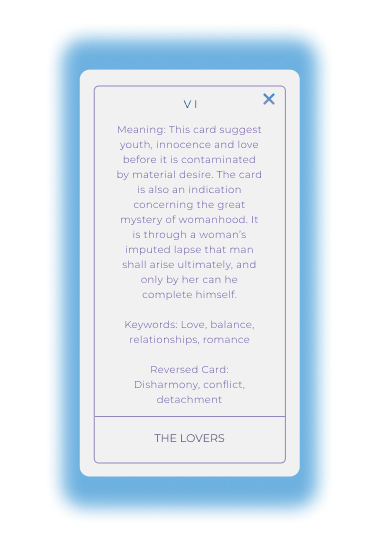 VI
Meaning: This card suggest
youth, innocence and love
before it is contaminated
by material desire. The card
is also an indication
concerning the great
mystery of womanhood. It
is through a woman's
imputed lapse that man
shall arise ultimately, and
only by her can he
complete himself.
Keywords: Love, balance,
relationships, romance
Reversed Card:
Disharmony, conflict,
detachment
THE LOVERS